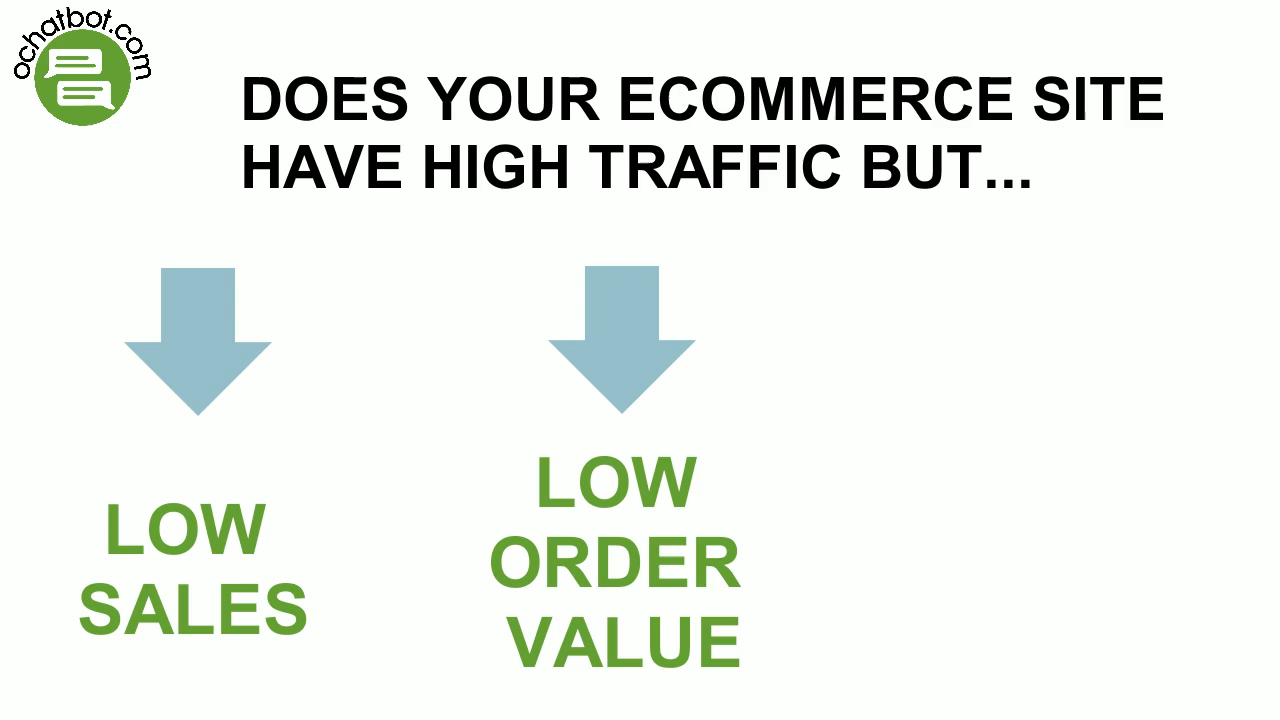 ochatbot.com
DOES YOUR ECOMMERCE SITE
HAVE HIGH TRAFFIC BUT...
LOW
SALES
LOW
ORDER
VALUE